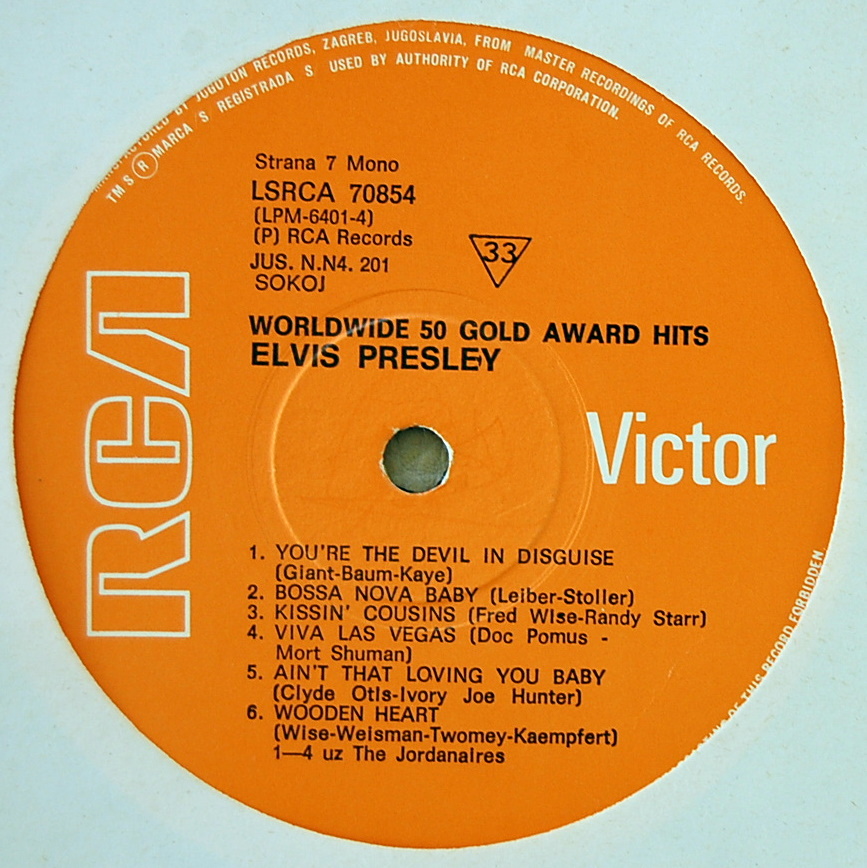 BY JUGOTON RECORDS, ZAGREB, JUGOSLAVIA, FROM MASTER RECORDINGS OF RCA RECORDS.
TM S ® MARCA S REGISTRADA S USED BY AUTHORITY OF RCA CORPORATION.
Strana 7 Mono
LSRCA 70854
(LPM-6401-4)
(P) RCA Records
33
JUS. N.N4. 201
SOKOJ
WORLDWIDE 50 GOLD AWARD HITS
ELVIS PRESLEY
RCA
Victor
1. YOU'RE THE DEVIL IN DISGUISE
(Giant-Baum-Kaye)
2. BOSSA NOVA BABY (Leiber-Stoller)
3. KISSIN' COUSINS (Fred Wise-Randy Starr)
4. VIVA LAS VEGAS (Doc Pomus -
Mort Shuman)
5. AIN'T THAT LOVING YOU BABY
(Clyde Otis-Ivory Joe Hunter)
6. WOODEN HEART
(Wise-Weisman-Twomey-Kaempfert)
1—4 uz The Jordanaires
OF THIS RECORD FORBIDDEN